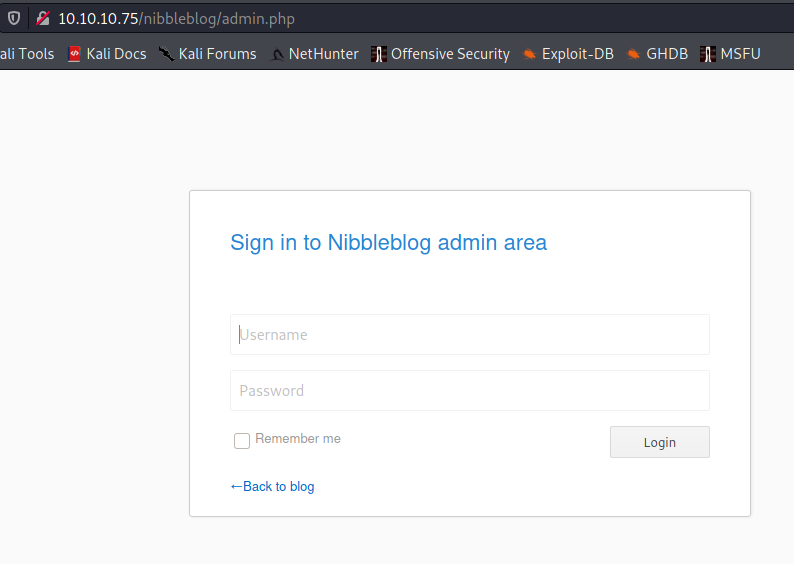 10.10.10.75/nibbleblog/admin.php
ali Tools Kali Docs Kali Forums NetHunter Offensive Security Exploit-DB GHDB MSFU
Sign in to Nibbleblog admin area
Username
Password
Remember me Login
←Back to blog